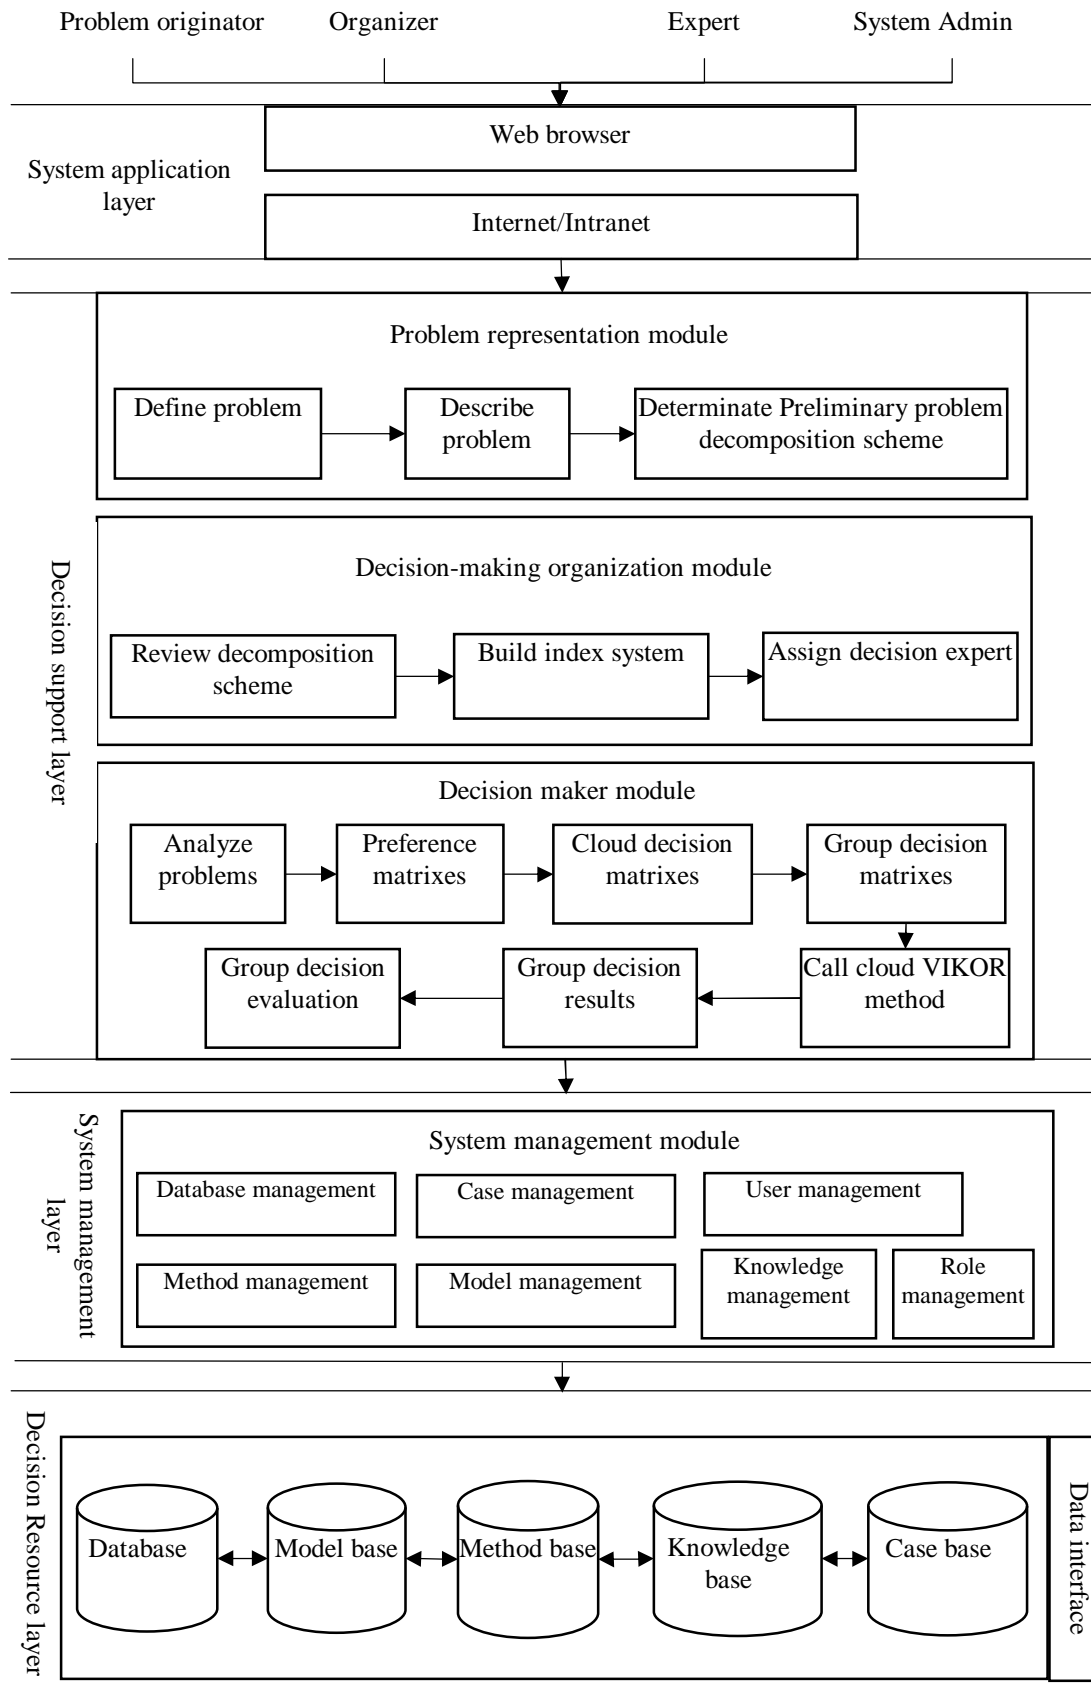 Problem originator
Organizer
Expert
System Admin
Web browser
System application
layer
Internet/Intranet
Problem representation module
Define problem
Describe
problem
Determinate Preliminary problem
decomposition scheme
Decision support layer
Decision-making organization module
Review decomposition
scheme
Build index system
Assign decision expert
Decision maker module
Analyze
problems
Preference
matrixes
Cloud decision
matrixes
Group decision
matrixes
Group decision
evaluation
Group decision
results
Call cloud VIKOR
method
System management
layer
System management module
Database management
Case management
User management
Method management
Model management
Knowledge
management
Role
management
Decision Resource layer
Database
Model base
Method base
Knowledge
base
Case base
Data interface